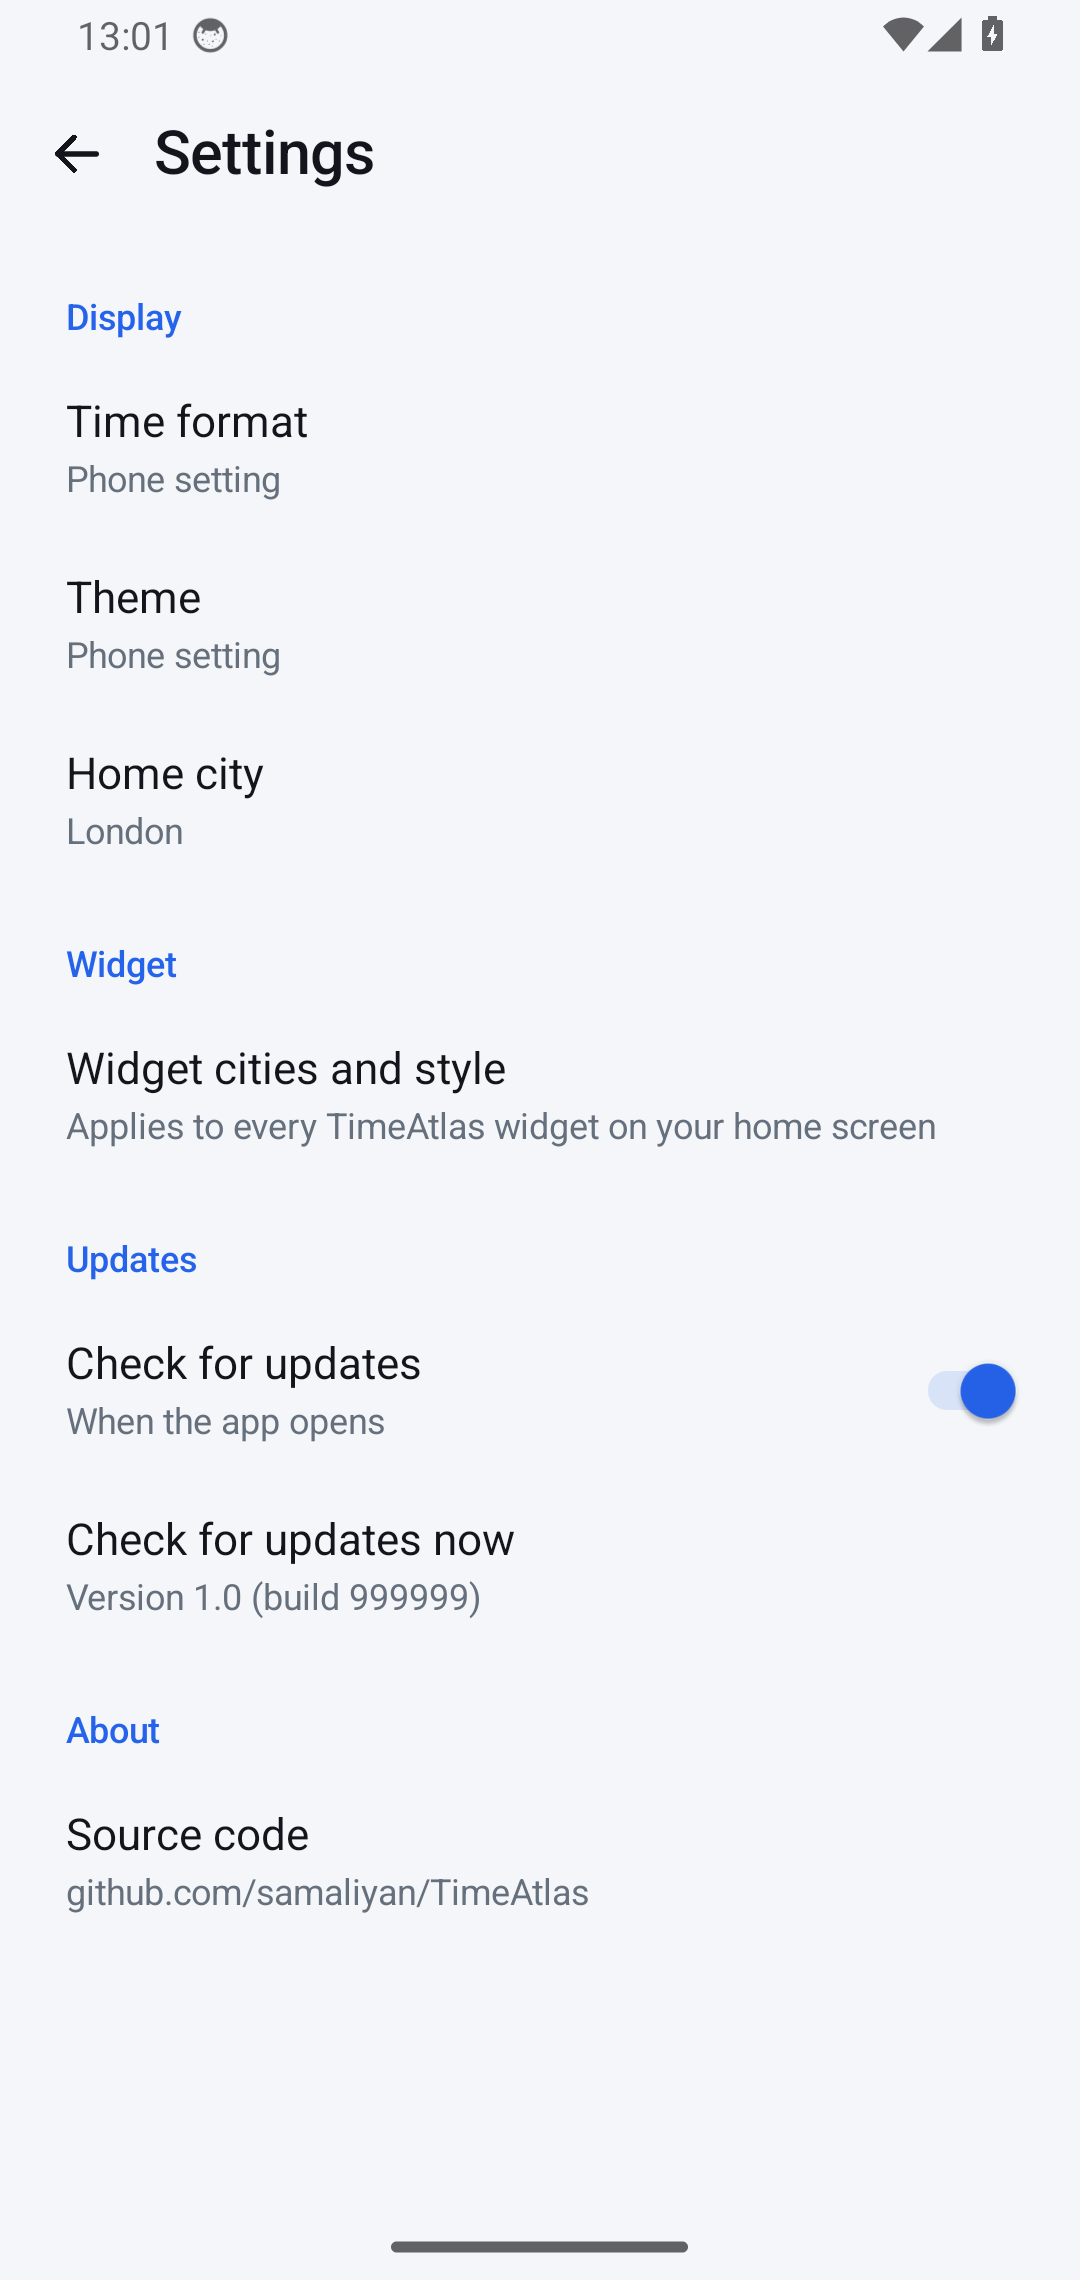 13:01
Settings
Display
Time format
Phone setting
Theme
Phone setting
Home city
London
Widget
Widget cities and style
Applies to every TimeAtlas widget on your home screen
Updates
Check for updates
When the app opens
Check for updates now
Version 1.0 (build 999999)
About
Source code
github.com/samaliyan/TimeAtlas